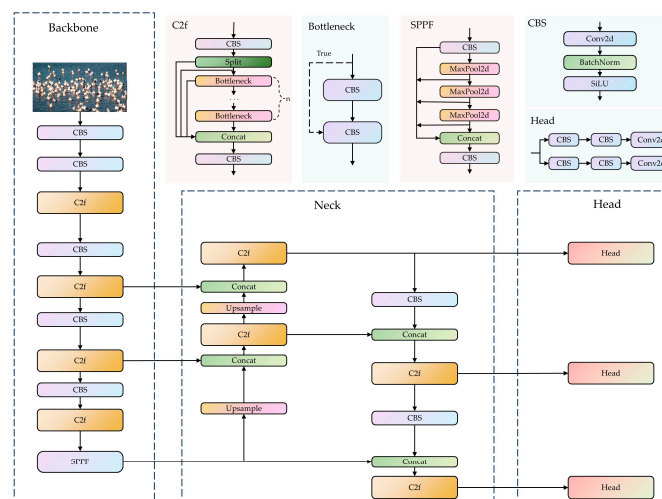 Backbone
CBS
CBS
C2f
CBS
C2f
CBS
C2f
CBS
C2f
SPPF
C2f
CBS
Split
Bottleneck
...
Bottleneck
n
Concat
CBS
Bottleneck
True
CBS
CBS
SPPF
CBS
MaxPool2d
MaxPool2d
MaxPool2d
Concat
CBS
CBS
Conv2d
BatchNorm
SiLU
Head
CBS CBS Conv2d
CBS CBS Conv2d
Neck
C2f
Concat
Upsample
C2f
Concat
Upsample
CBS
Concat
C2f
CBS
Concat
C2f
Head
Head
Head
Head